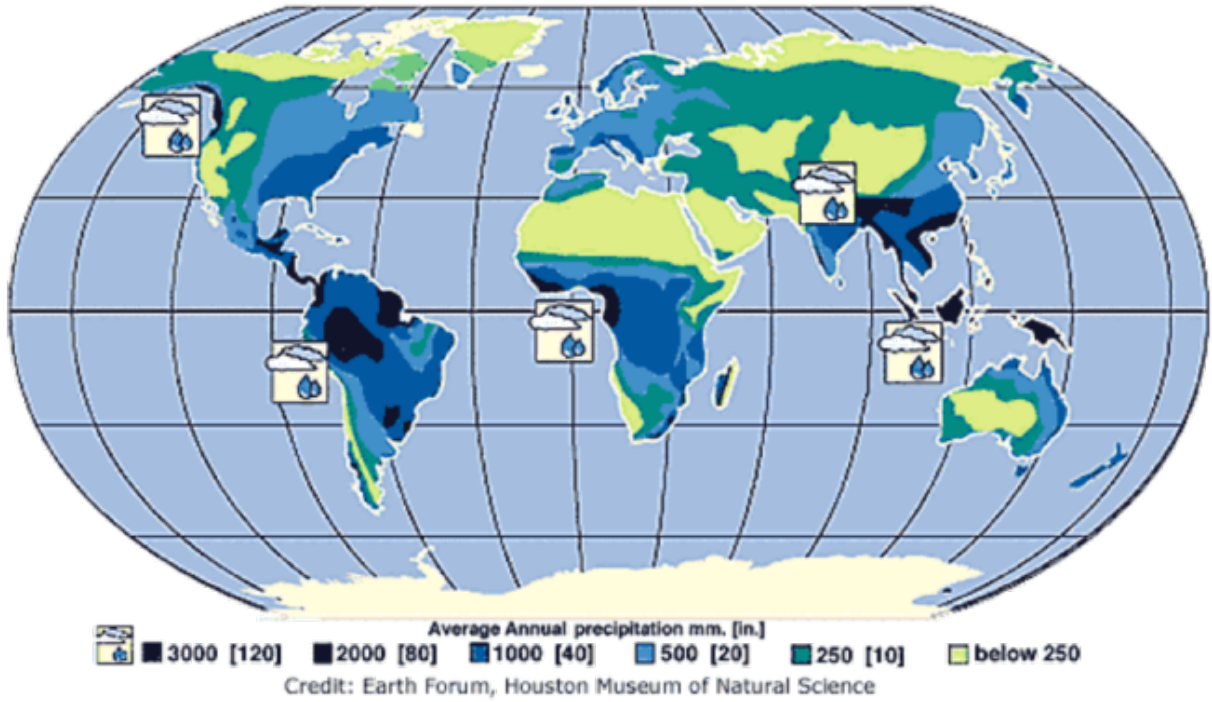 Average Annual precipitation mm. [in.]
3000 [120] 2000 [80] 1000 [40] 500 [20] 250 [10] below 250
Credit: Earth Forum, Houston Museum of Natural Science